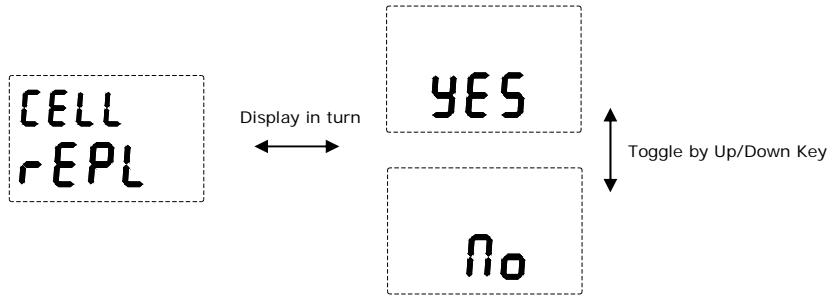 CELL
rEPL
Display in turn
yES
Toggle by Up/Down Key
no